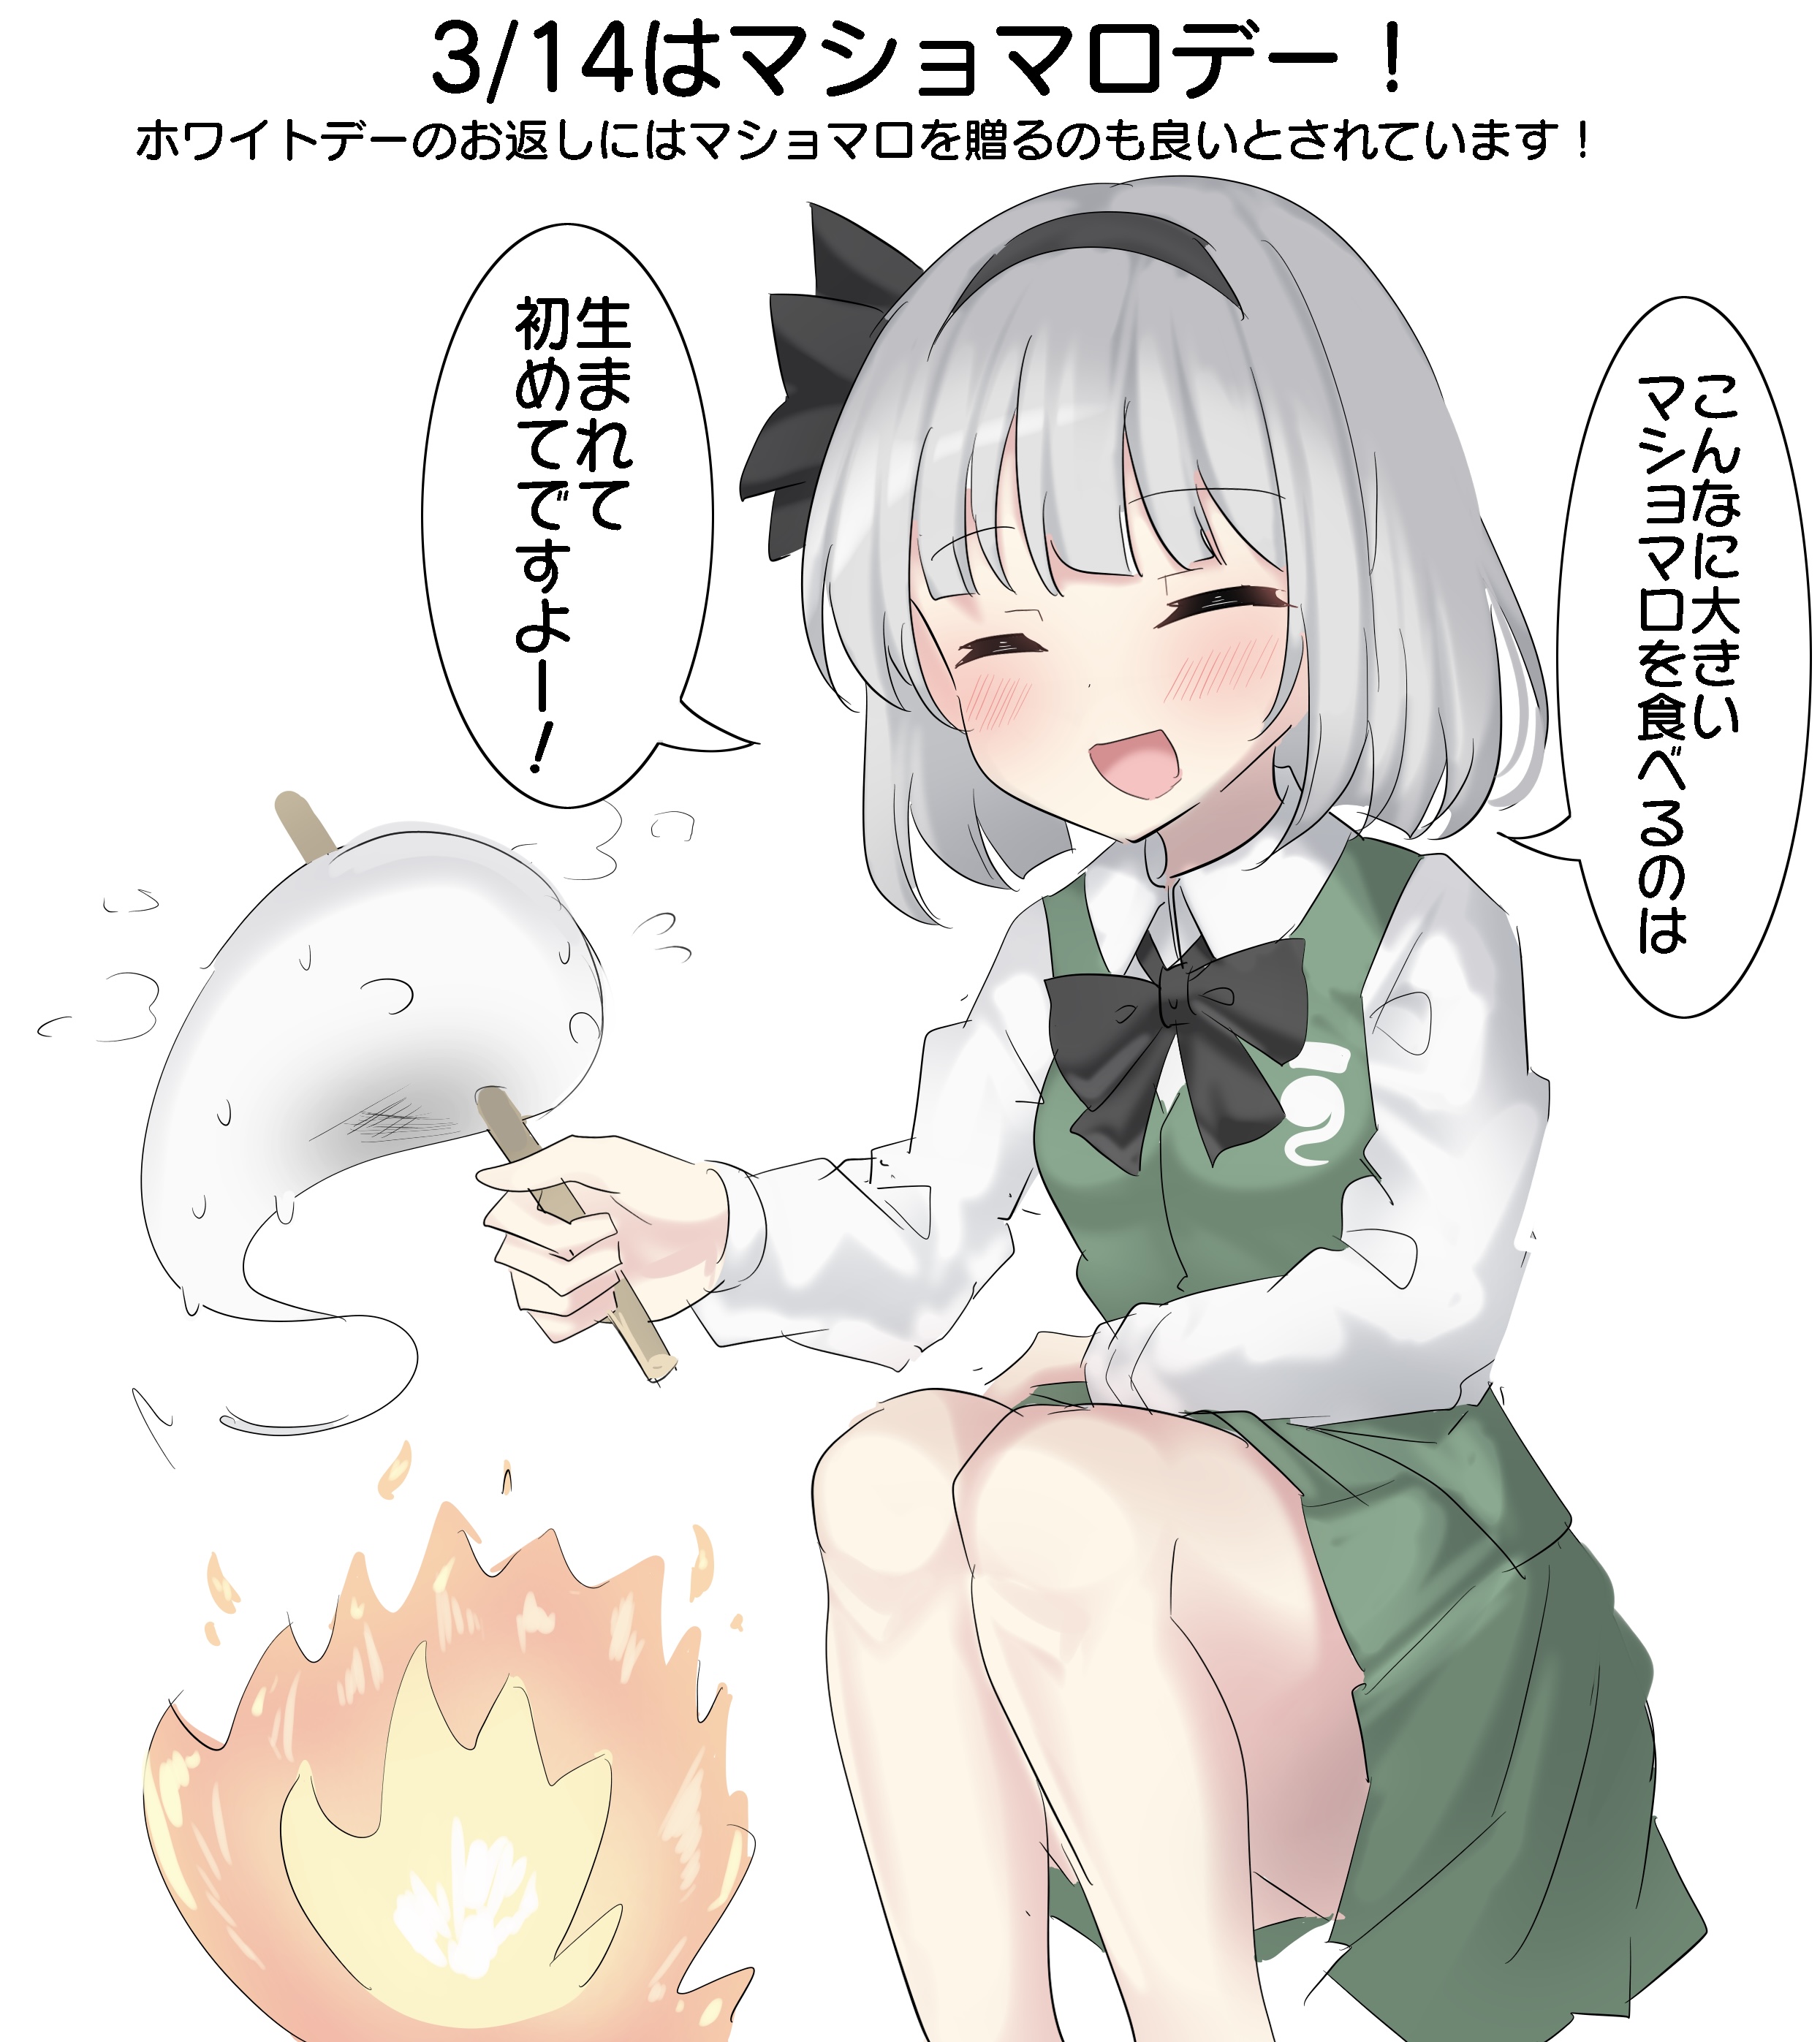 3/14はマショマロデー！
ホワイトデーのお返しにはマショマロを贈るのも良いとされています！
こんなに大きい
マショマロを食べるのは
生まれて
初めてですよー！